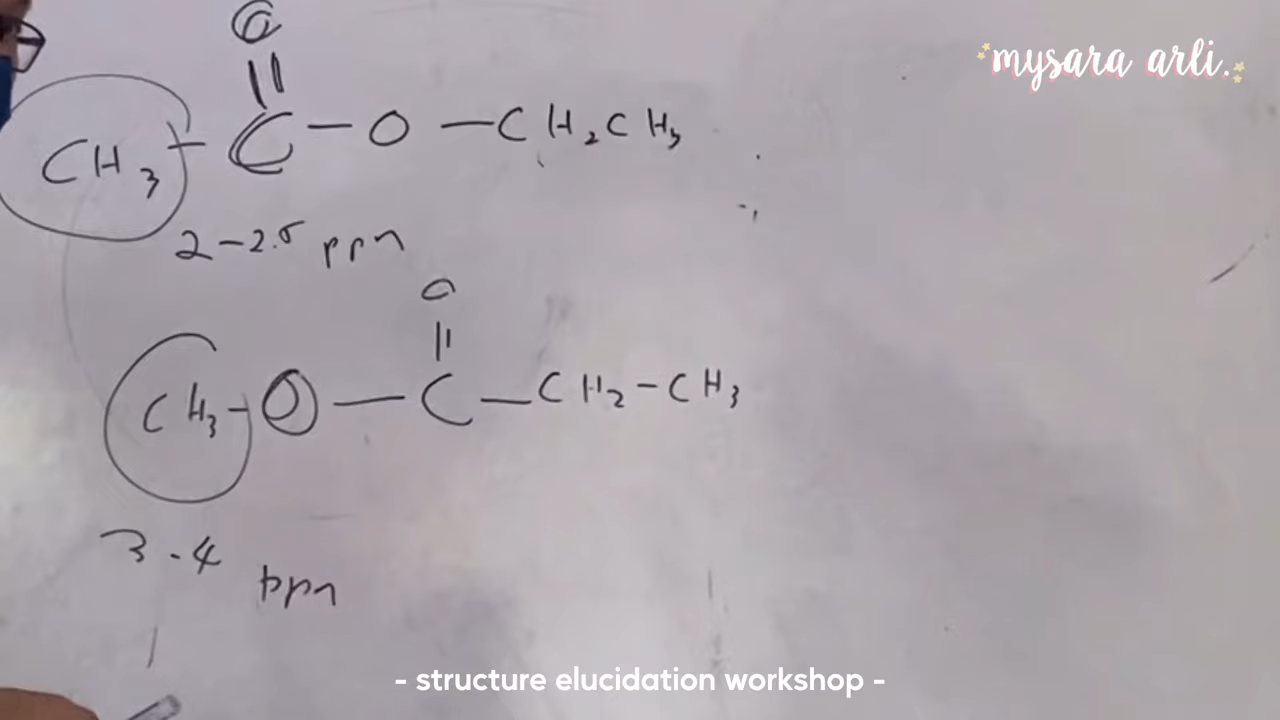 mysara arli.
O
||
CH₃ — C — O — CH₂CH₃
2 - 2.5 ppm
O
||
CH₃ - O — C — CH₂ - CH₃
3 - 4 ppm
- structure elucidation workshop -